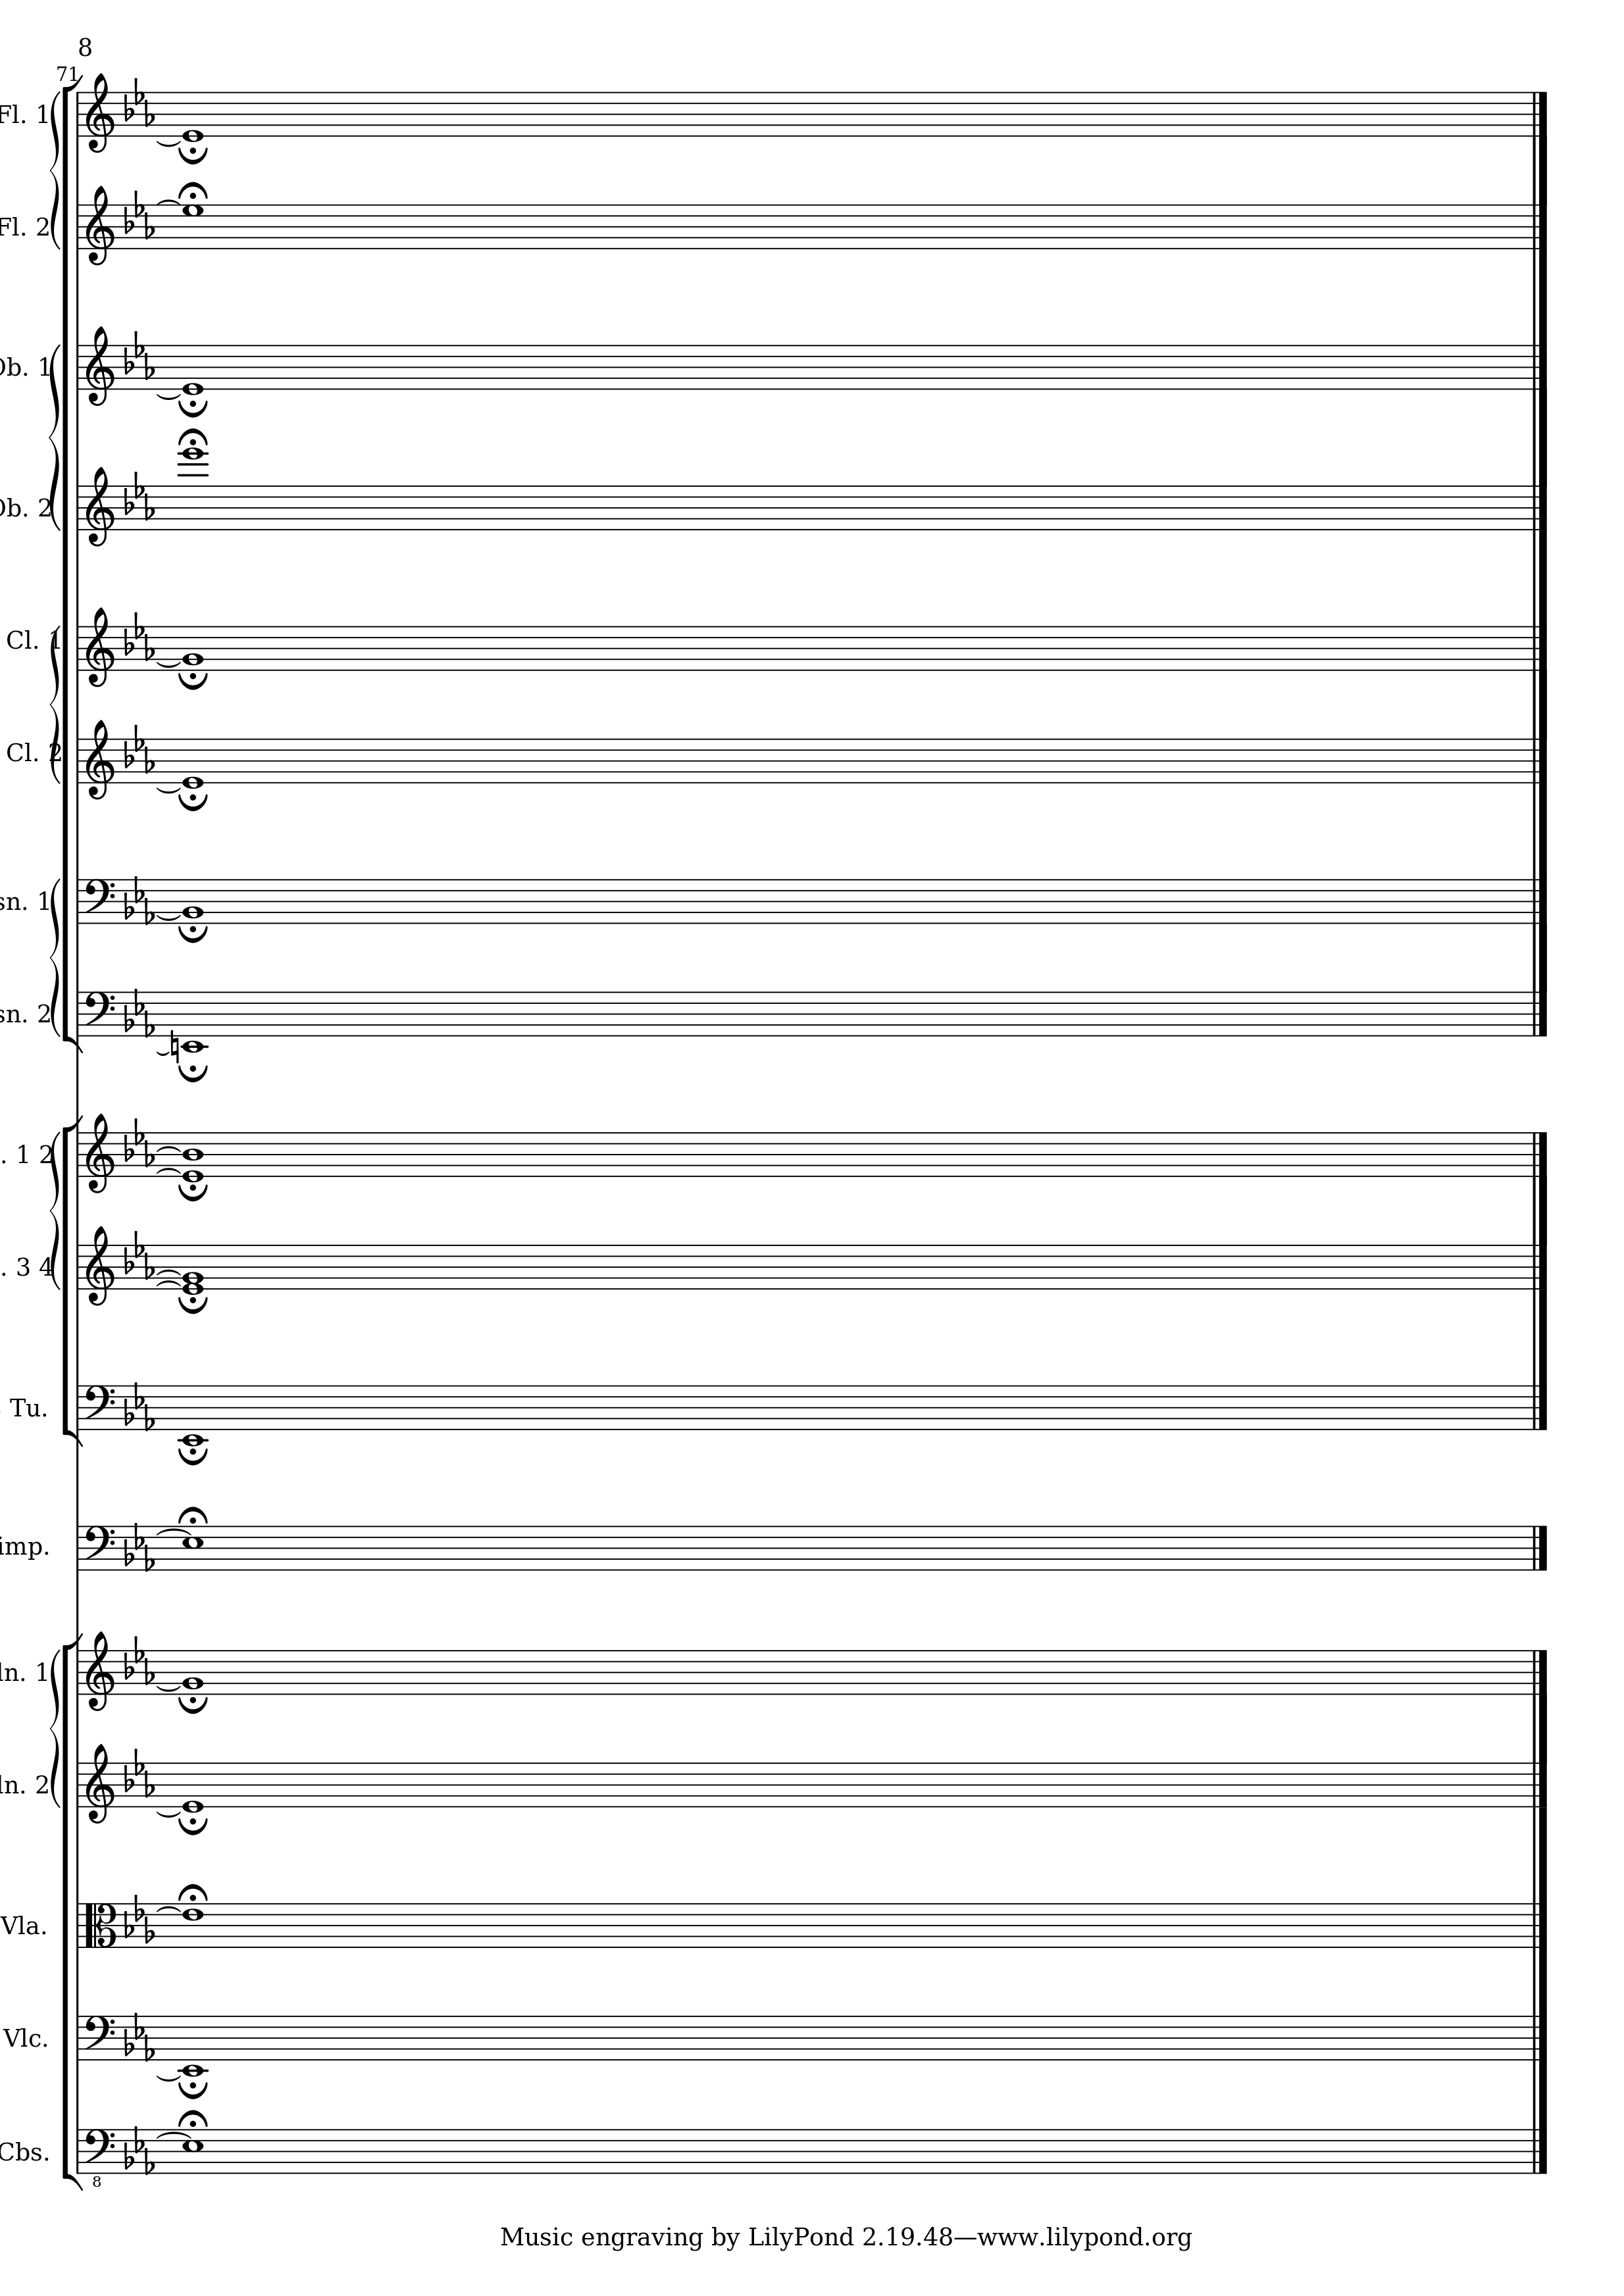 8
71
Fl. 1
Fl. 2
Ob. 1
Ob. 2
Cl. 1
Cl. 2
sn. 1
sn. 2
. 1 2
. 3 4
Tu.
imp.
ln. 1
ln. 2
Vla.
Vlc.
Cbs.
8
Music engraving by LilyPond 2.19.48—www.lilypond.org